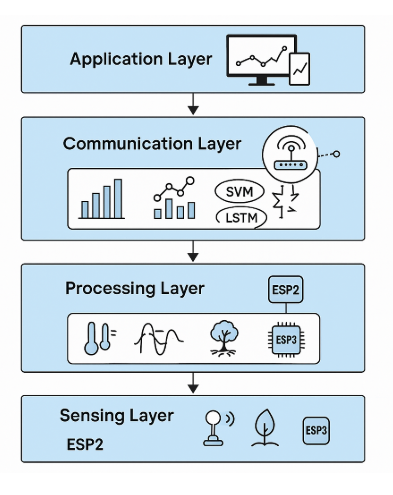 Application Layer
Communication Layer
SVM
LSTM
Processing Layer
ESP2
ESP3
Sensing Layer
ESP2
ESP3